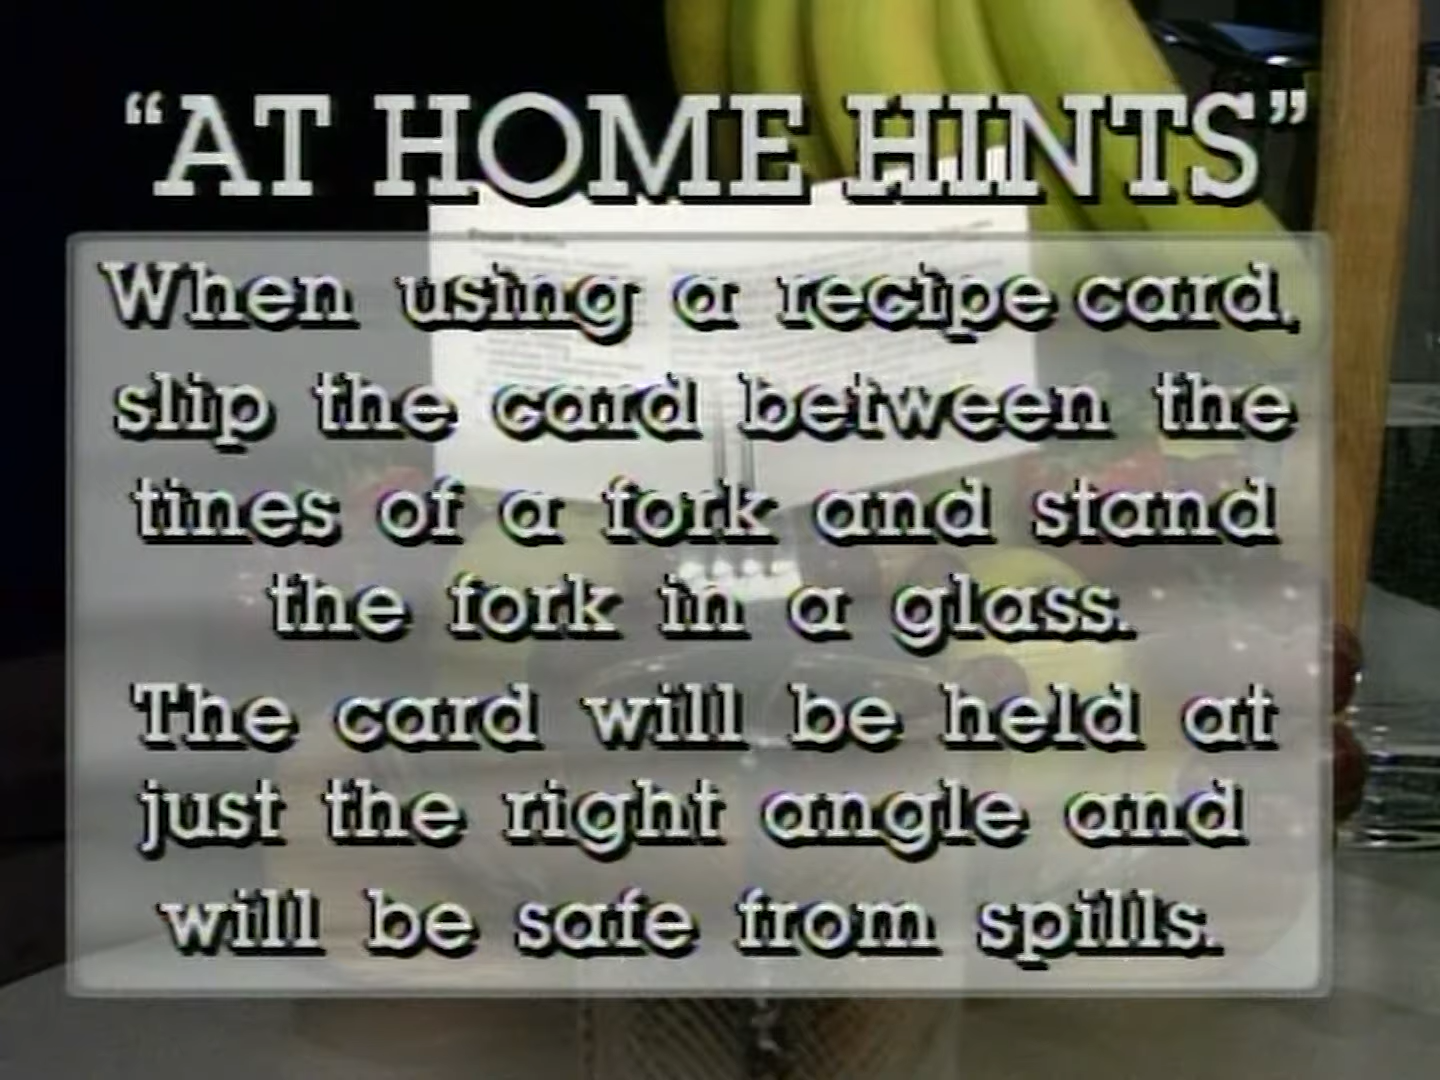 “AT HOME HINTS”
When using a recipe card,
slip the card between the
tines of a fork and stand
the fork in a glass.
The card will be held at
just the right angle and
will be safe from spills.